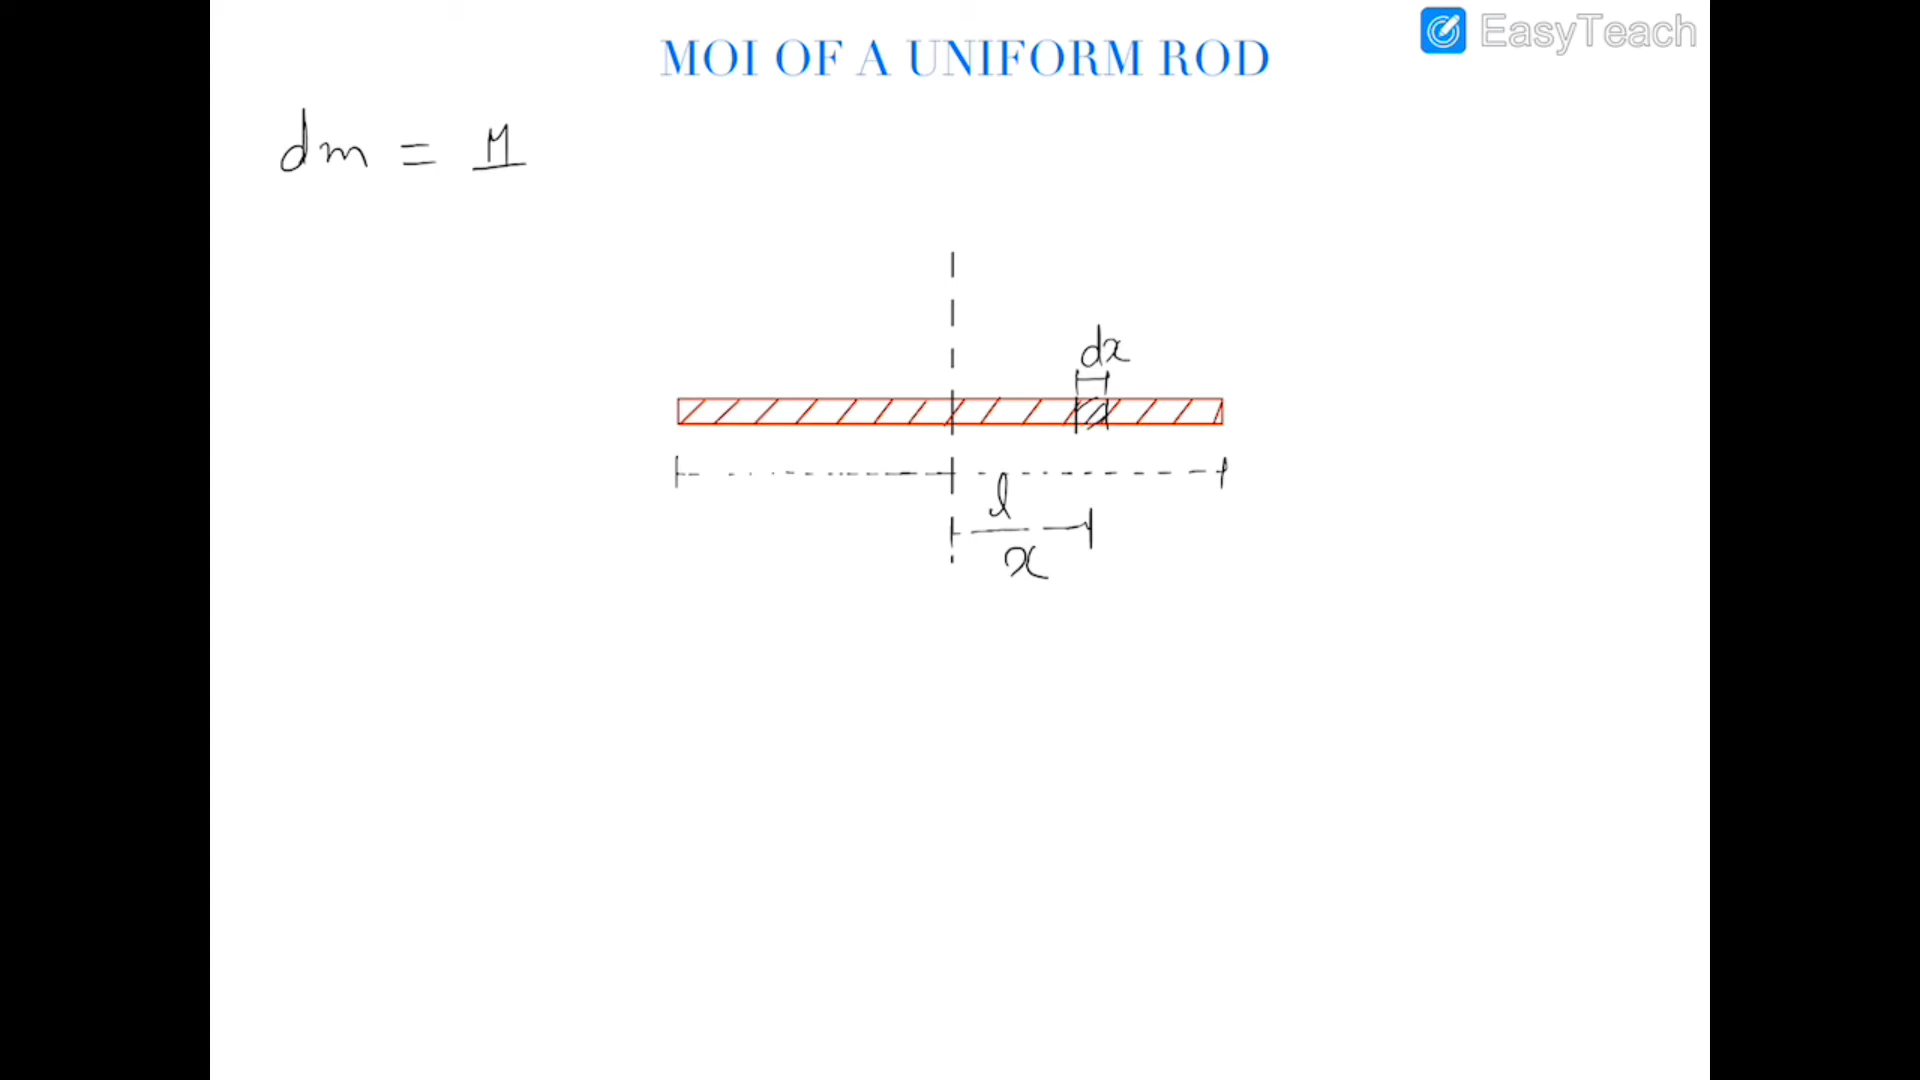 EasyTeach
MOI OF A UNIFORM ROD
dm = M
dx
l
x